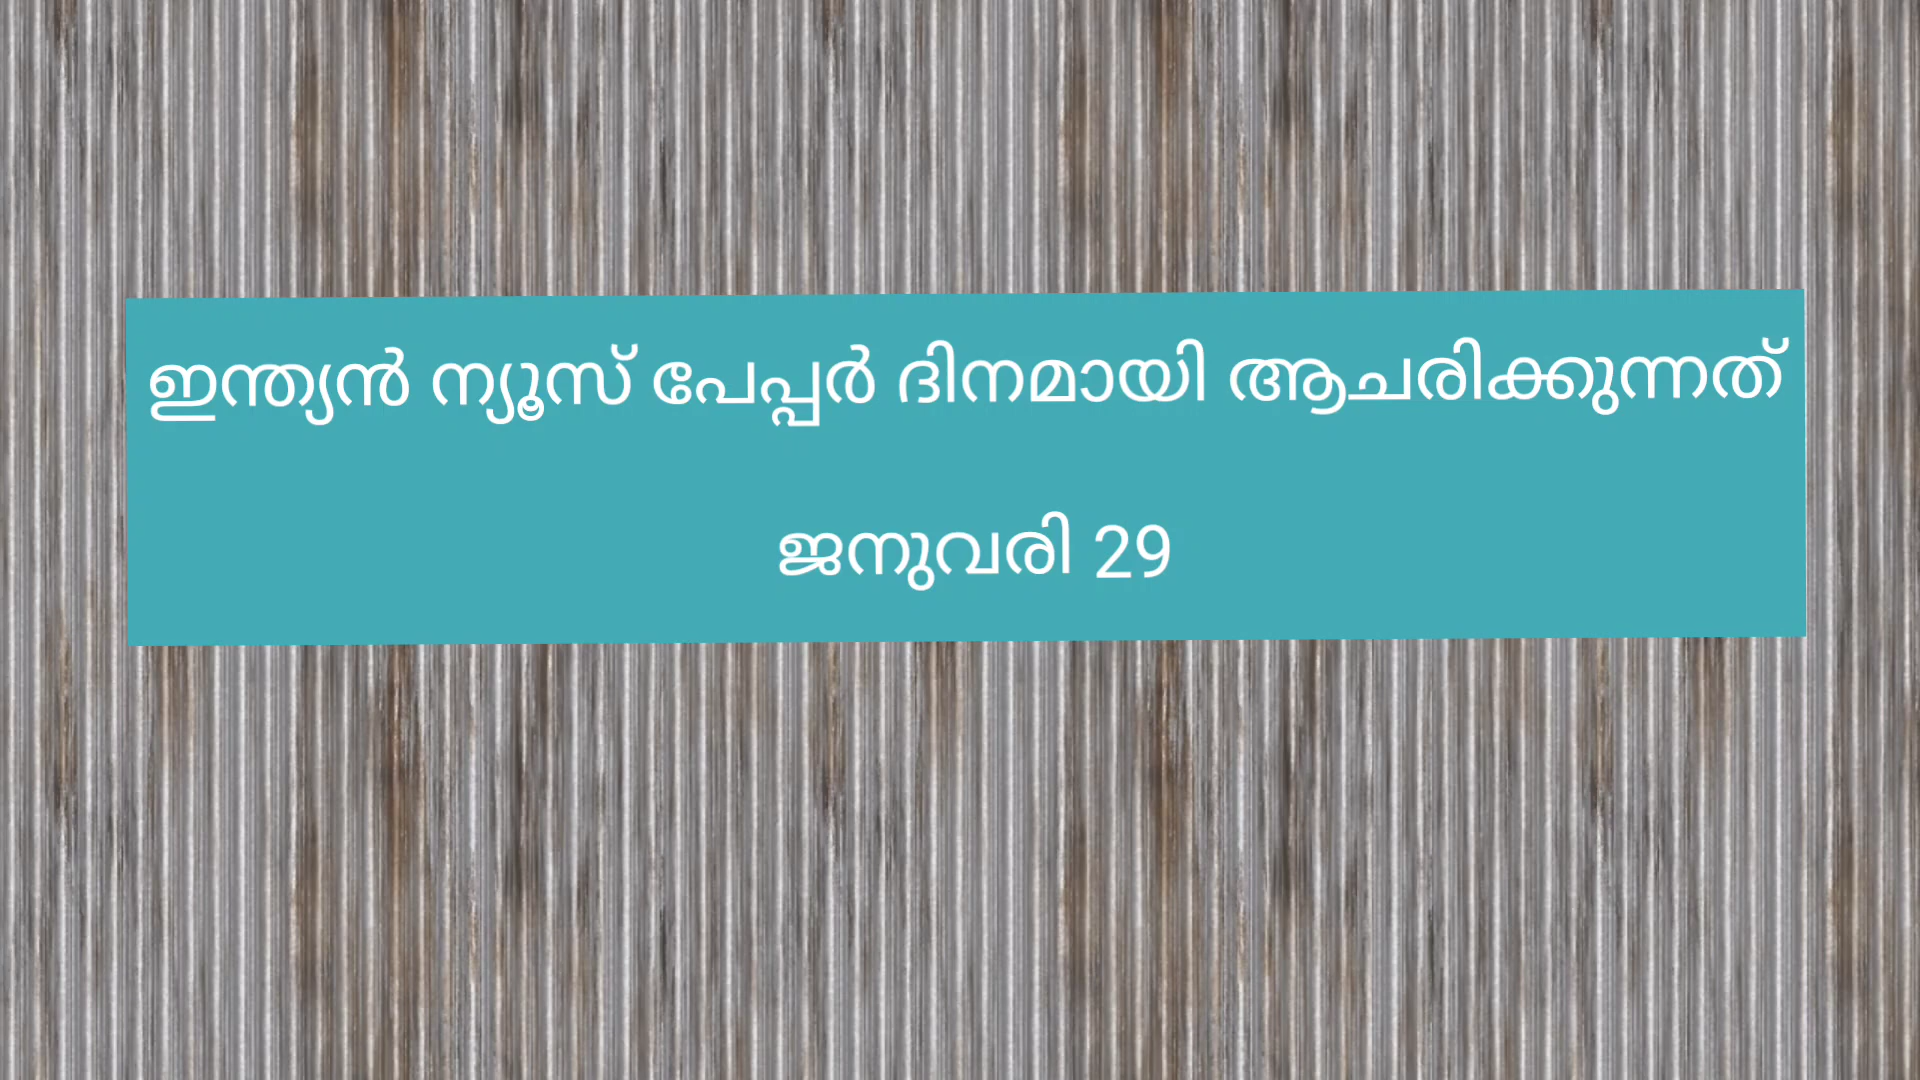 ഇന്ത്യൻ ന്യൂസ് പേപ്പർ ദിനമായി ആചരിക്കുന്നത്
ജനുവരി 29